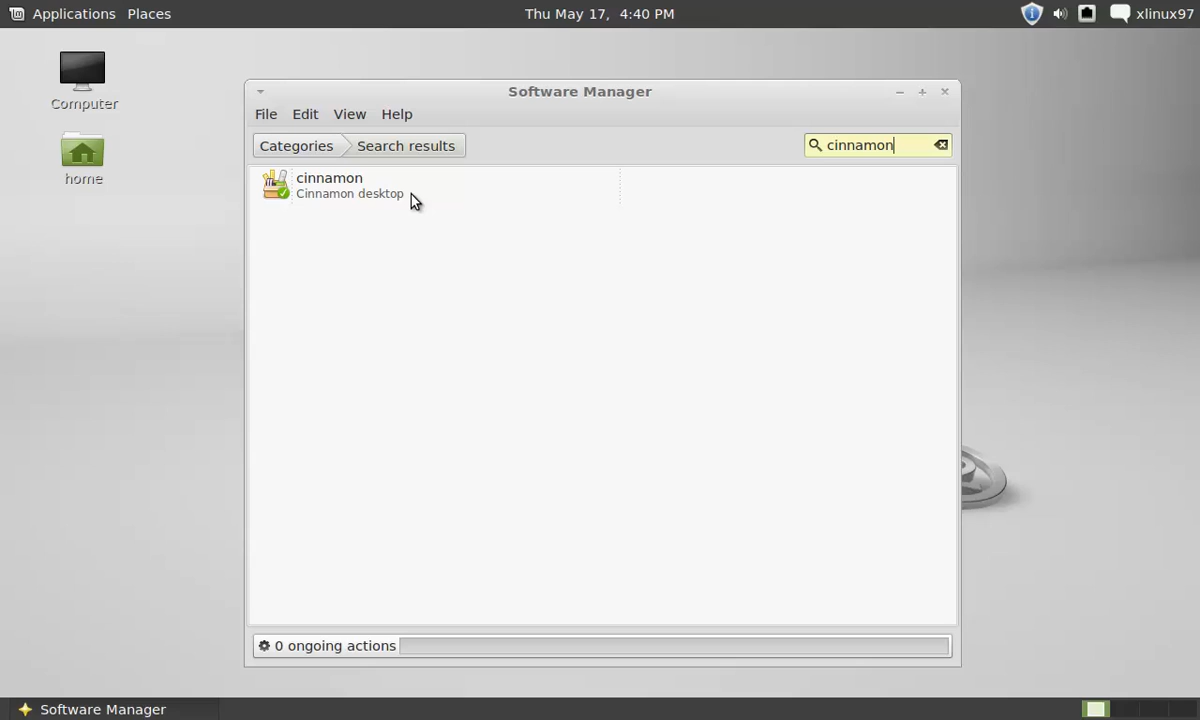 Applications Places Thu May 17, 4:40 PM xlinux97
Computer
home
Software Manager
File Edit View Help
Categories Search results cinnamon
cinnamon
Cinnamon desktop
0 ongoing actions
Software Manager